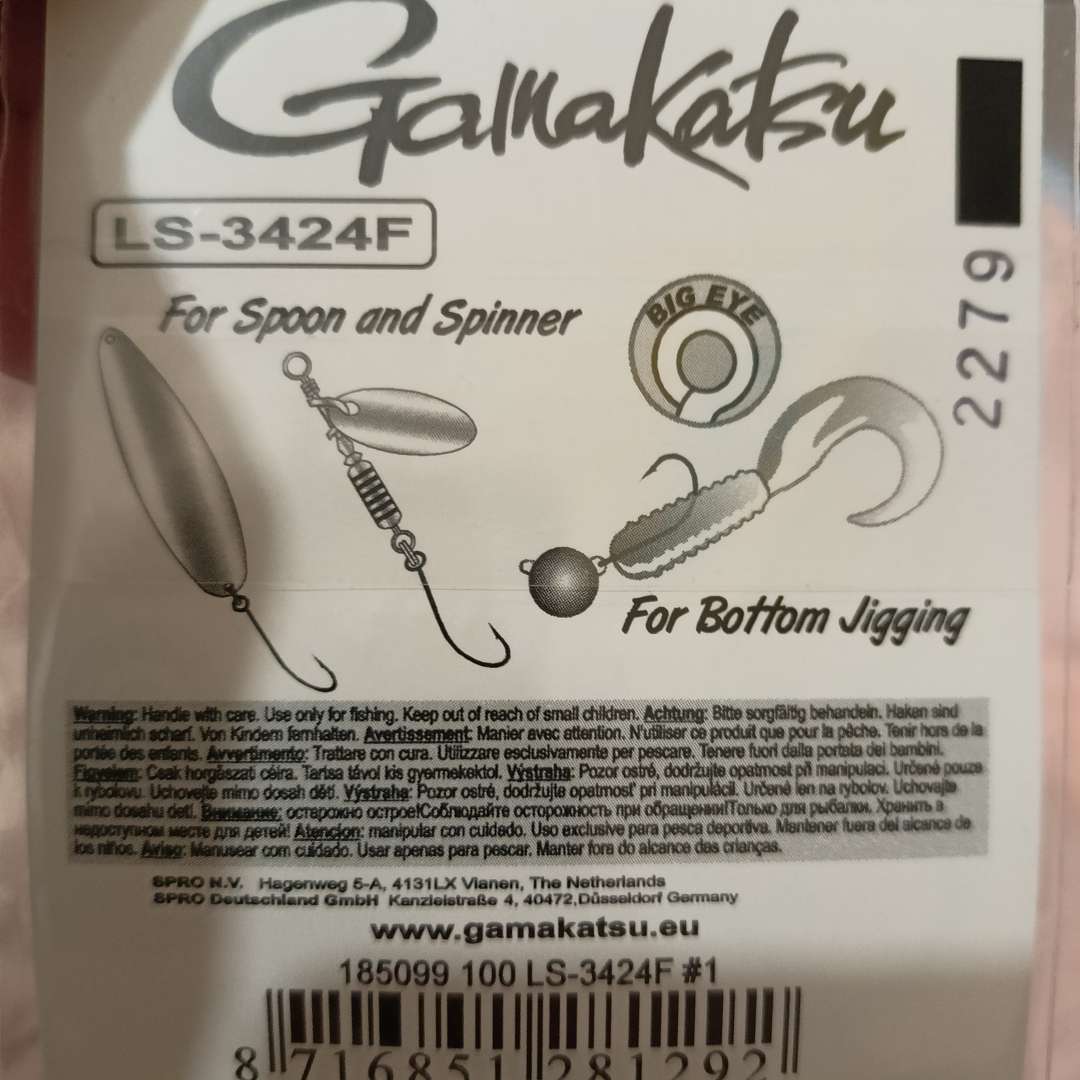 Gamakatsu
LS-3424F
For Spoon and Spinner
BIG EYE
2279
For Bottom Jigging
Warning: Handle with care. Use only for fishing. Keep out of reach of small children. Achtung: Bitte sorgfältig behandeln. Haken sind
unheimlich scharf. Von Kindern fernhalten. Avertissement: Manier avec attention. N'utiliser ce produit que pour la pêche. Tenir hors de la
portée des enfants. Avvertimento: Trattare con cura. Utilizzare esclusivamente per pescare. Tenere fuori dalla portata dei bambini.
Figyelem: Csak horgászati célra. Tartsa távol kis gyermekektol. Výstraha: Pozor ostré, dodržujte opatrnost při manipulaci. Určené pouze
k rybolovu. Uchovejte mimo dosah dětí. Výstraha: Pozor ostré, dodržujte opatrnosť pri manipulácií. Určené len na rybolov. Uchovajte
mimo dosahu detí. Внимание: осторожно острое!Соблюдайте осторожность при обращении!Только для рыбалки. Хранить в
недоступном месте для детей! Atencion: manipular con cuidado. Uso exclusive para pesca deportiva. Mantener fuera del alcance de
los niños. Aviso: Manusear com cuidado. Usar apenas para pescar. Manter fora do alcance das crianças.
SPRO N.V. Hagenweg 5-A, 4131LX Vianen, The Netherlands
SPRO Deutschland GmbH Kanzleistraße 4, 40472,Düsseldorf Germany
www.gamakatsu.eu
185099 100 LS-3424F #1
8 716851 281292